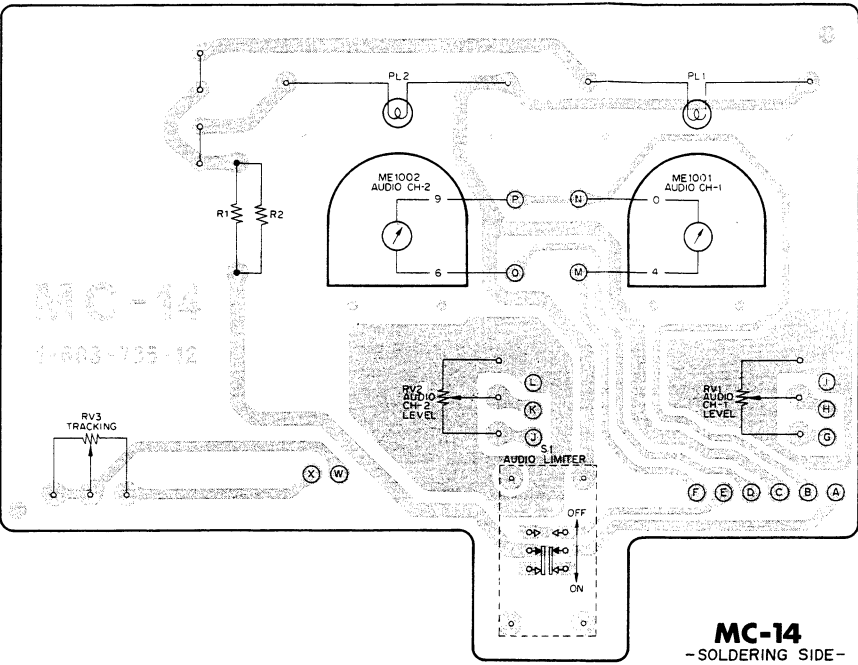 PL2
PL1
ME1002
AUDIO CH-2
9
6
P
N
Q
M
ME1001
AUDIO CH-1
0
4
R1
R2
MC-14
RV3
TRACKING
X W
RV2
AUDIO
CH-2
LEVEL
L
K
J
RV1
AUDIO
CH-1
LEVEL
I
H
G
S1
AUDIO LIMITER
OFF
ON
F E D C B A
MC-14
-SOLDERING SIDE-